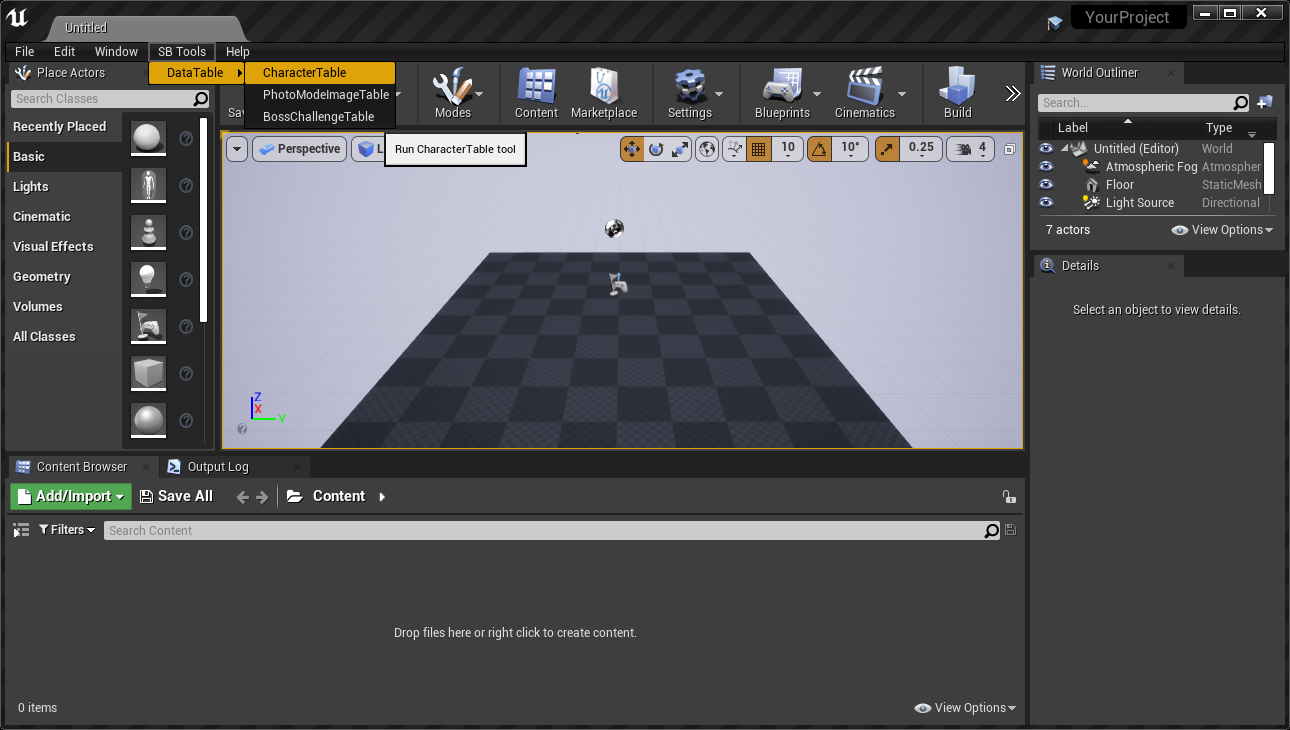 Untitled
YourProject
File Edit Window SB Tools Help
Place Actors
DataTable
CharacterTable
PhotoModeImageTable
BossChallengeTable
Run CharacterTable tool
Search Classes
Recently Placed
Basic
Lights
Cinematic
Visual Effects
Geometry
Volumes
All Classes
Modes
Content
Marketplace
Settings
Blueprints
Cinematics
Build
Perspective
10
10°
0.25
4
Z
X
Y
World Outliner
Search...
Label Type
Untitled (Editor) World
Atmospheric Fog Atmospher
Floor StaticMesh
Light Source Directional
7 actors
View Options
Details
Select an object to view details.
Content Browser
Output Log
Add/Import
Save All
Content
Filters
Search Content
Drop files here or right click to create content.
0 items
View Options